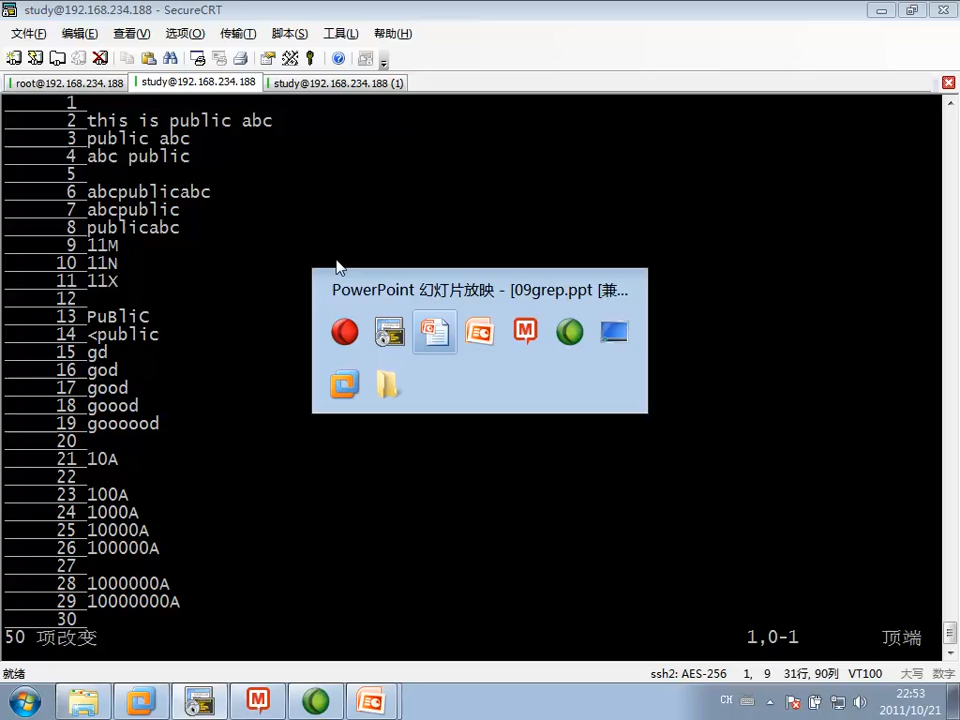 study@192.168.234.188 - SecureCRT
文件(F) 编辑(E) 查看(V) 选项(O) 传输(T) 脚本(S) 工具(L) 帮助(H)
root@192.168.234.188 study@192.168.234.188 study@192.168.234.188 (1)
1
2 this is public abc
3 public abc
4 abc public
5
6 abcpublicabc
7 abcpublic
8 publicabc
9 11M
10 11N
11 11X
12
13 PuBlic
14 <public
15 gd
16 god
17 good
18 goood
19 goooood
20
21 10A
22
23 100A
24 1000A
25 10000A
26 100000A
27
28 1000000A
29 10000000A
30
PowerPoint 幻灯片放映 - [09grep.ppt [兼...
50 项改变 1,0-1 顶端
就绪 ssh2: AES-256 1, 9 31行, 90列 VT100 大写 数字
CH 22:53
2011/10/21